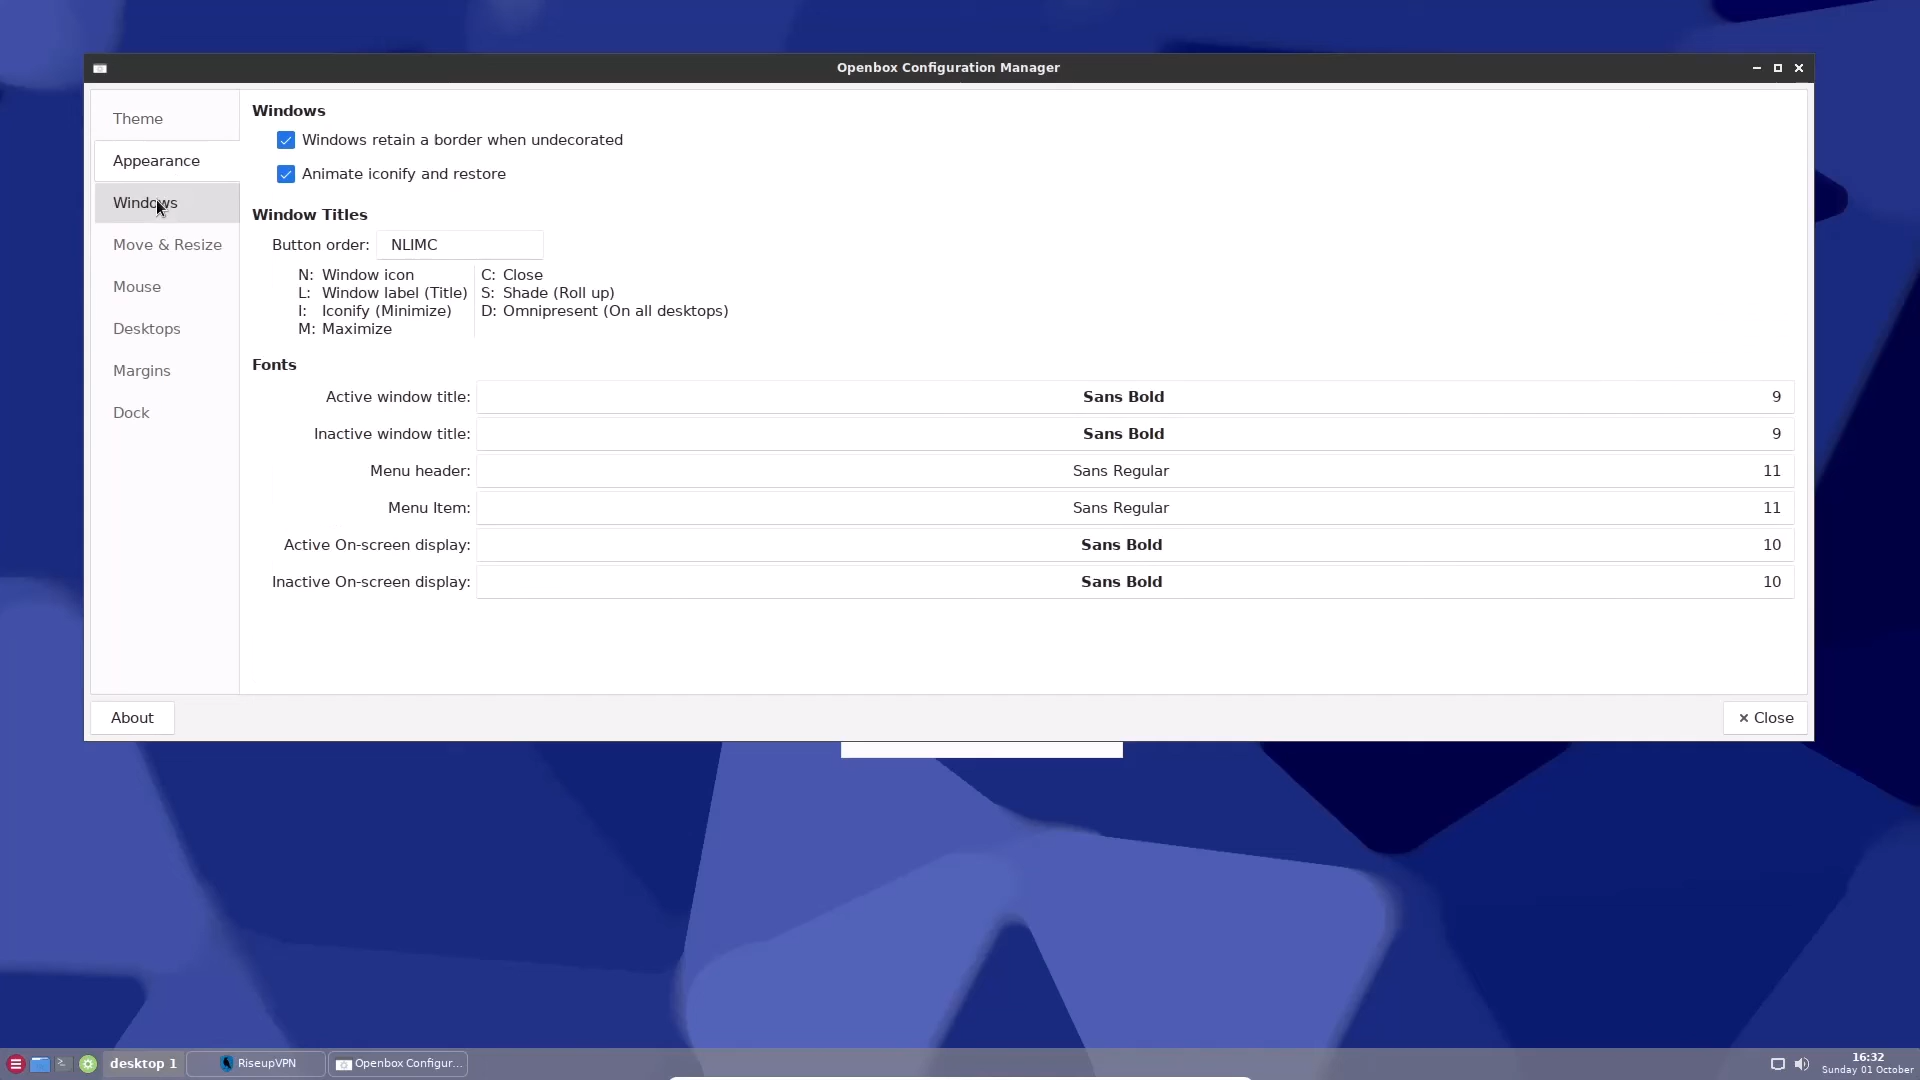 Openbox Configuration Manager
Theme
Appearance
Windows
Move & Resize
Mouse
Desktops
Margins
Dock
Windows
Windows retain a border when undecorated
Animate iconify and restore
Window Titles
Button order: NLIMC
N: Window icon
L: Window label (Title)
I: Iconify (Minimize)
M: Maximize
C: Close
S: Shade (Roll up)
D: Omnipresent (On all desktops)
Fonts
Active window title: Sans Bold 9
Inactive window title: Sans Bold 9
Menu header: Sans Regular 11
Menu Item: Sans Regular 11
Active On-screen display: Sans Bold 10
Inactive On-screen display: Sans Bold 10
About
Close
desktop 1
RiseupVPN
Openbox Configur...
16:32
Sunday 01 October